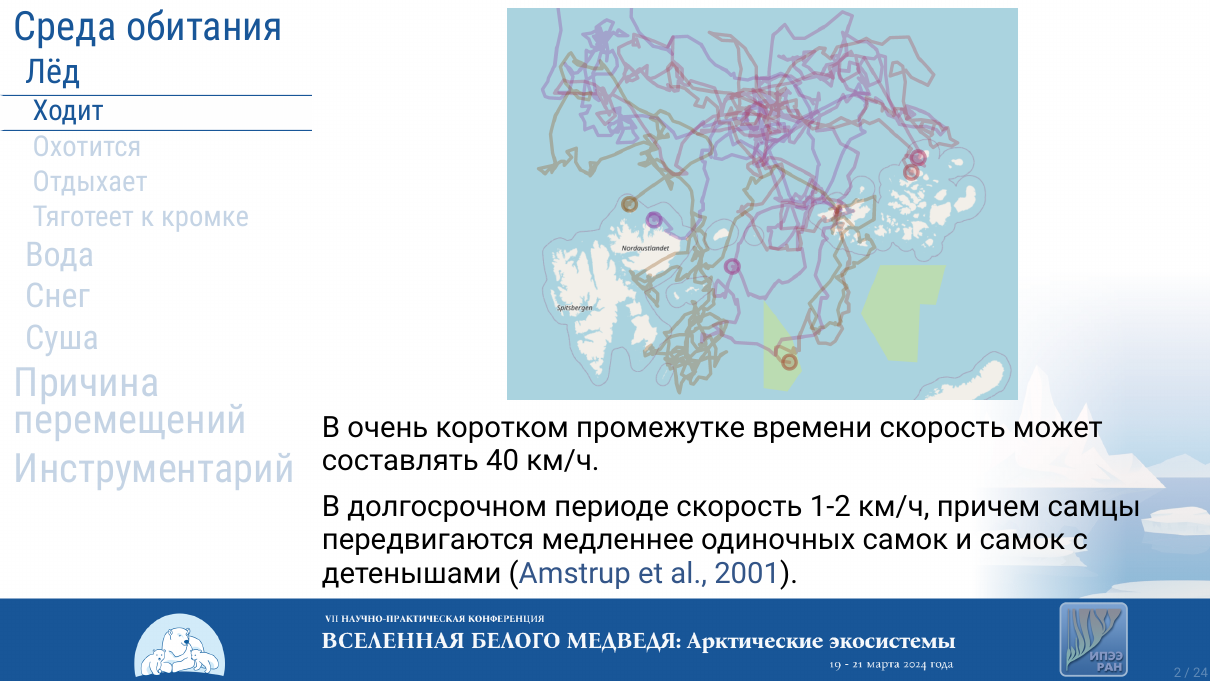 Среда обитания
Лёд
Ходит
Охотится
Отдыхает
Тяготеет к кромке
Вода
Снег
Суша
Причина
перемещений
Инструментарий
Nordaustlandet
Spitsbergen
В очень коротком промежутке времени скорость может
составлять 40 км/ч.
В долгосрочном периоде скорость 1-2 км/ч, причем самцы
передвигаются медленнее одиночных самок и самок с
детенышами (Amstrup et al., 2001).
VII НАУЧНО-ПРАКТИЧЕСКАЯ КОНФЕРЕНЦИЯ
ВСЕЛЕННАЯ БЕЛОГО МЕДВЕДЯ: Арктические экосистемы
19 - 21 марта 2024 года
ИПЭЭ
РАН
2 / 24